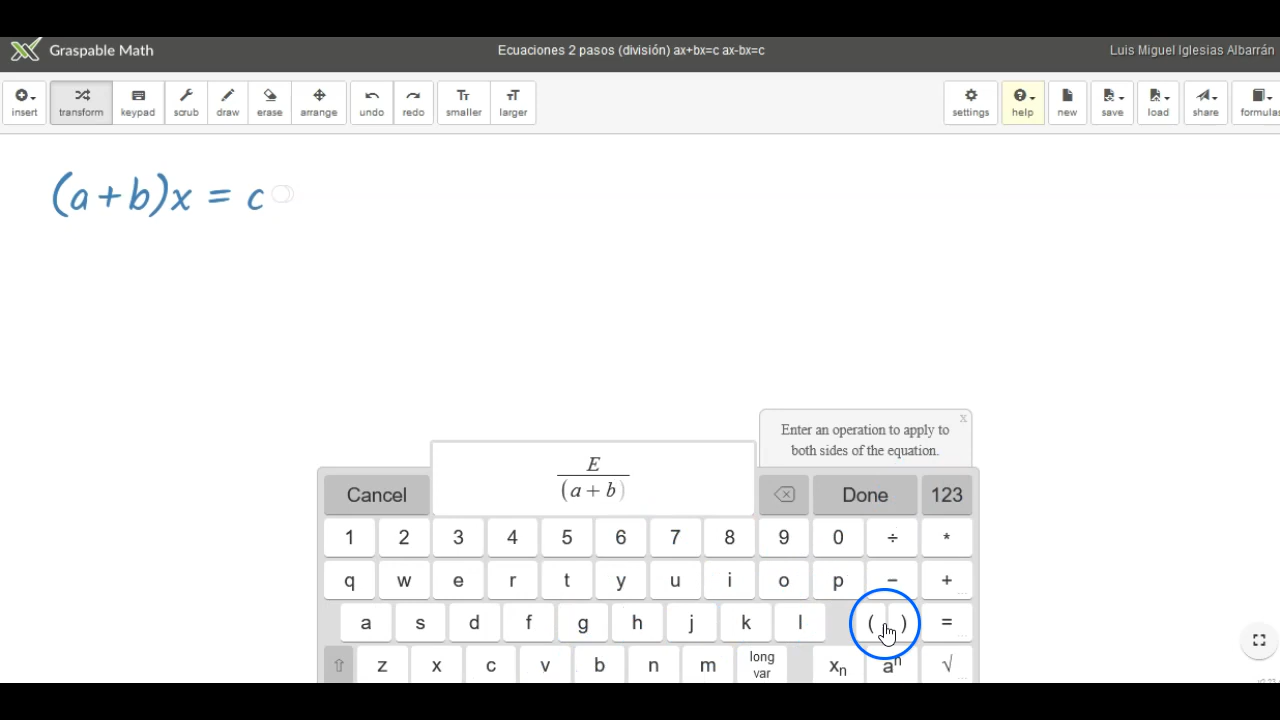 Graspable Math
Ecuaciones 2 pasos (división) ax+bx=c ax-bx=c
Luis Miguel Iglesias Albarrán
insert transform keypad scrub draw erase arrange undo redo smaller larger settings help new save load share formulas
(a+b)x = c
Enter an operation to apply to
both sides of the equation.
x
E
(a + b)
Cancel
Done
123
1 2 3 4 5 6 7 8 9 0 ÷ *
q w e r t y u i o p − +
a s d f g h j k l ( ) =
⇧ z x c v b n m long var xn aⁿ √